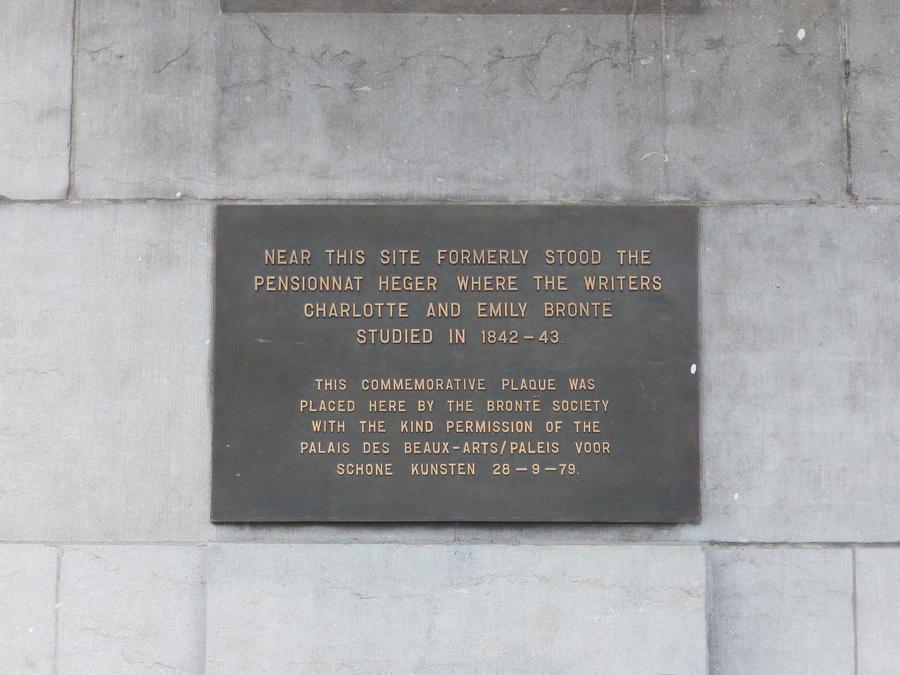 NEAR THIS SITE FORMERLY STOOD THE
PENSIONNAT HEGER WHERE THE WRITERS
CHARLOTTE AND EMILY BRONTË
STUDIED IN 1842-43.
THIS COMMEMORATIVE PLAQUE WAS
PLACED HERE BY THE BRONTË SOCIETY
WITH THE KIND PERMISSION OF THE
PALAIS DES BEAUX-ARTS/PALEIS VOOR
SCHONE KUNSTEN 28-9-79.